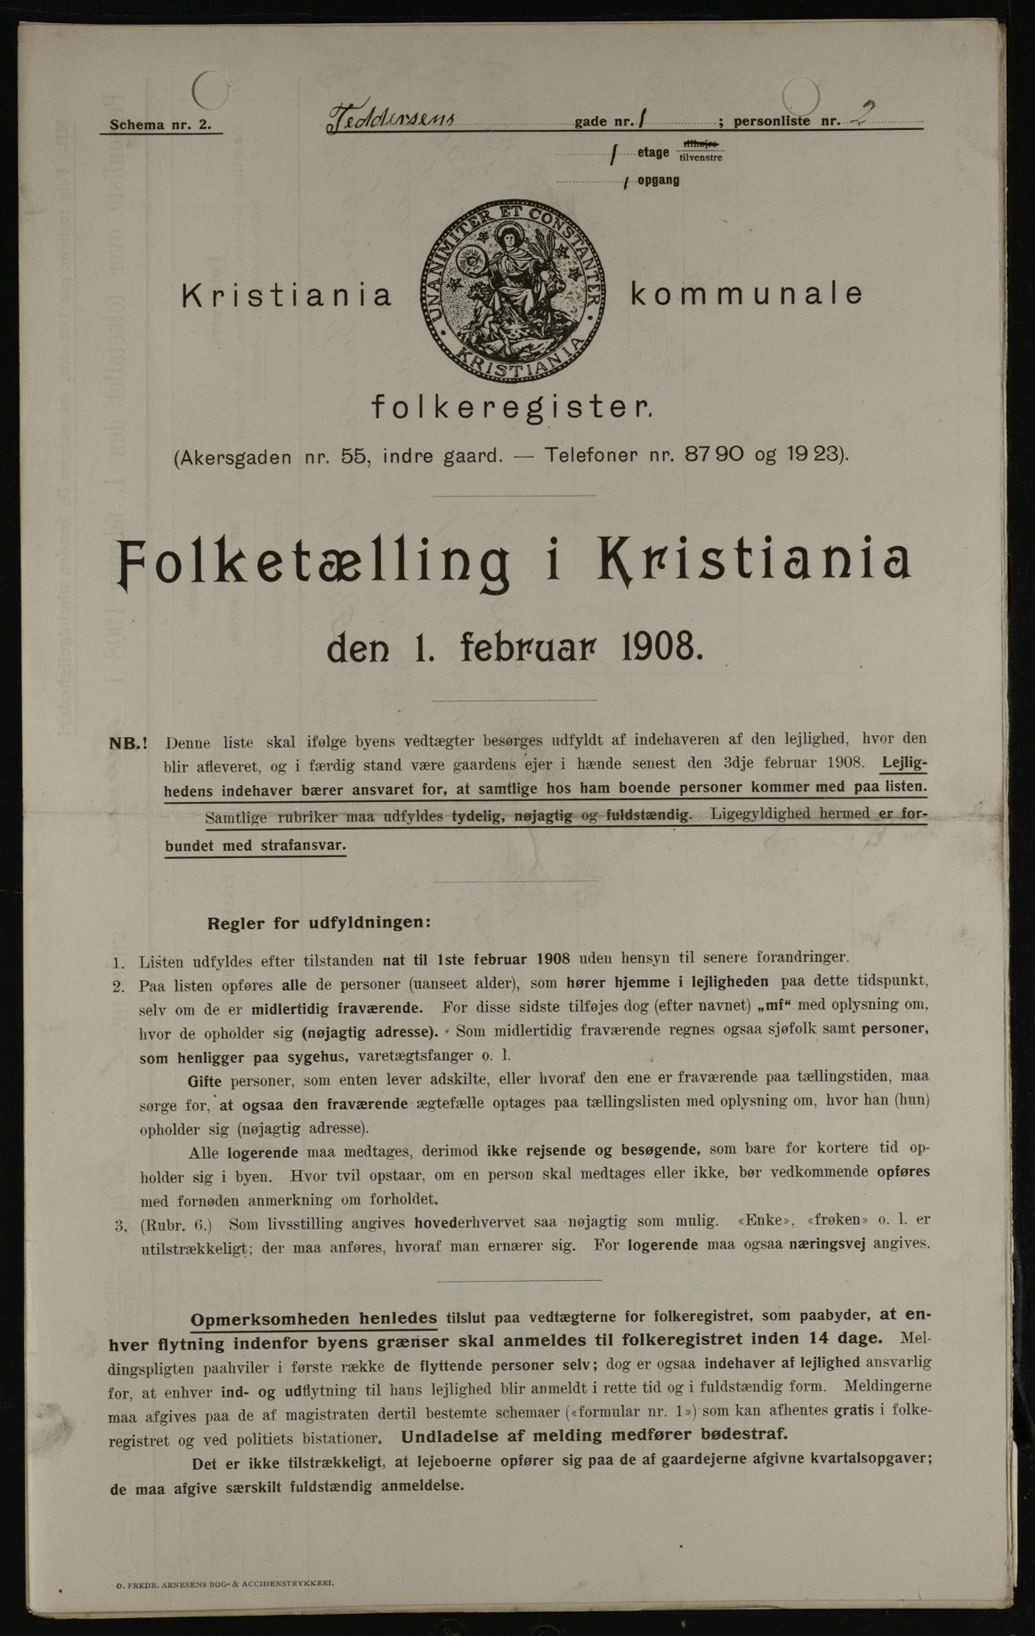 Schema nr. 2.
Feddersens gade nr. 1 ; personliste nr. 2
1 etage tilhøjre
tilvenstre
1 opgang
UNANIMITER ET CONSTANTER
KRISTIANIA
Kristiania kommunale
folkeregister.
(Akersgaden nr. 55, indre gaard. — Telefoner nr. 8790 og 1923).
Folketælling i Kristiania
den 1. februar 1908.
NB.! Denne liste skal ifølge byens vedtægter besørges udfyldt af indehaveren af den lejlighed, hvor den
blir afleveret, og i færdig stand være gaardens ejer i hænde senest den 3dje februar 1908. Lejlig-
hedens indehaver bærer ansvaret for, at samtlige hos ham boende personer kommer med paa listen.
Samtlige rubriker maa udfyldes tydelig, nøjagtig og fuldstændig. Ligegyldighed hermed er for-
bundet med strafansvar.
Regler for udfyldningen:
1. Listen udfyldes efter tilstanden nat til 1ste februar 1908 uden hensyn til senere forandringer.
2. Paa listen opføres alle de personer (uanseet alder), som hører hjemme i lejligheden paa dette tidspunkt,
selv om de er midlertidig fraværende. For disse sidste tilføjes dog (efter navnet) „mf“ med oplysning om,
hvor de opholder sig (nøjagtig adresse). Som midlertidig fraværende regnes ogsaa sjøfolk samt personer,
som henligger paa sygehus, varetægtsfanger o. l.
Gifte personer, som enten lever adskilte, eller hvoraf den ene er fraværende paa tællingstiden, maa
sørge for, at ogsaa den fraværende ægtefælle optages paa tællingslisten med oplysning om, hvor han (hun)
opholder sig (nøjagtig adresse).
Alle logerende maa medtages, derimod ikke rejsende og besøgende, som bare for kortere tid op-
holder sig i byen. Hvor tvil opstaar, om en person skal medtages eller ikke, bør vedkommende opføres
med fornøden anmerkning om forholdet.
3. (Rubr. 6.) Som livsstilling angives hovederhvervet saa nøjagtig som mulig. «Enke», «frøken» o. l. er
utilstrækkeligt; der maa anføres, hvoraf man ernærer sig. For logerende maa ogsaa næringsvej angives.
Opmerksomheden henledes tilslut paa vedtægterne for folkeregistret, som paabyder, at en-
hver flytning indenfor byens grænser skal anmeldes til folkeregistret inden 14 dage. Mel-
dingspligten paahviler i første række de flyttende personer selv; dog er ogsaa indehaver af lejlighed ansvarlig
for, at enhver ind- og udflytning til hans lejlighed blir anmeldt i rette tid og i fuldstændig form. Meldingerne
maa afgives paa de af magistraten dertil bestemte schemaer («formular nr. 1») som kan afhentes gratis i folke-
registret og ved politiets bistationer. Undladelse af melding medfører bødestraf.
Det er ikke tilstrækkeligt, at lejeboerne opfører sig paa de af gaardejerne afgivne kvartalsopgaver;
de maa afgive særskilt fuldstændig anmeldelse.
O. FREDR. ARNESENS BOG- & ACCIDENSTRYKKERI.